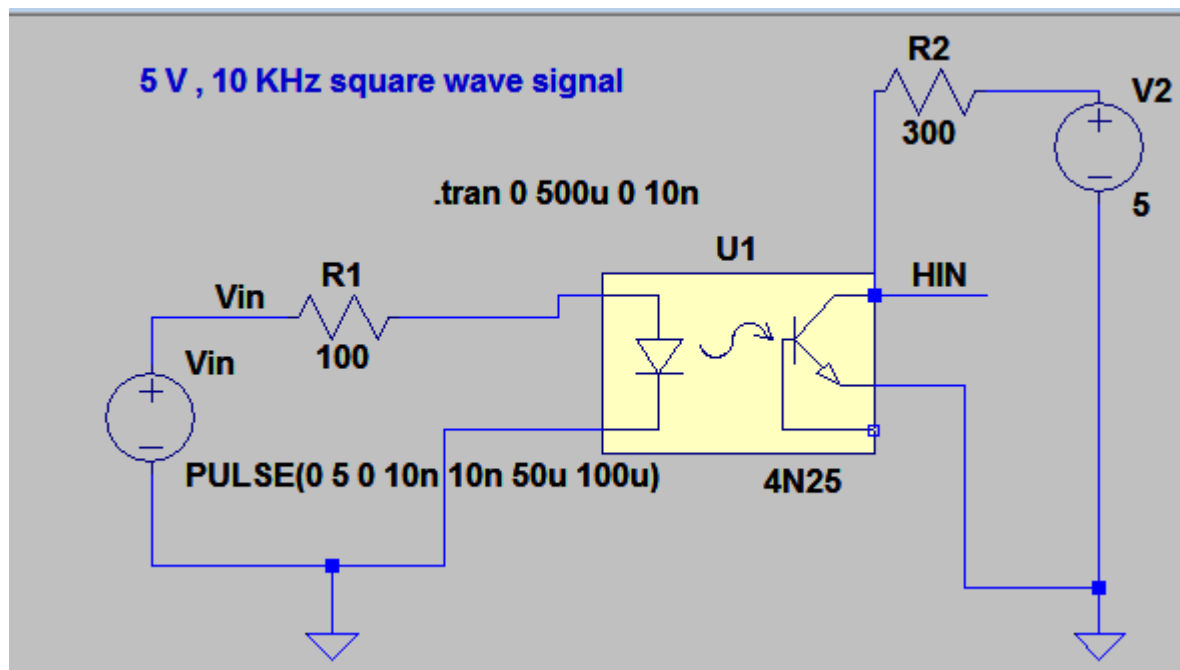 R2
5 V , 10 KHz square wave signal
V2
300
.tran 0 500u 0 10n
5
U1
R1
HIN
Vin
100
Vin
PULSE(0 5 0 10n 10n 50u 100u)
4N25